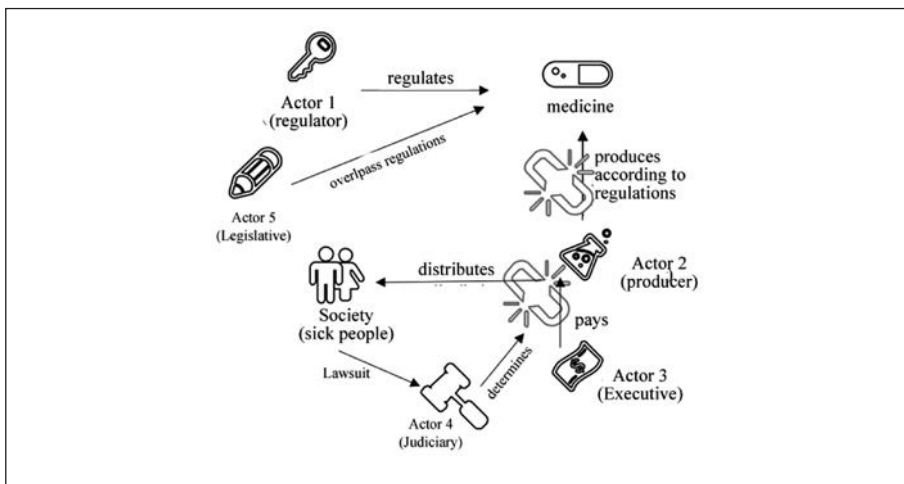 regulates
Actor 1
(regulator)
medicine
overlpass regulations
produces
according to
regulations
Actor 5
(Legislative)
distributes
Actor 2
(producer)
Society
(sick people)
pays
Lawsuit
determines
Actor 3
(Executive)
Actor 4
(Judiciary)